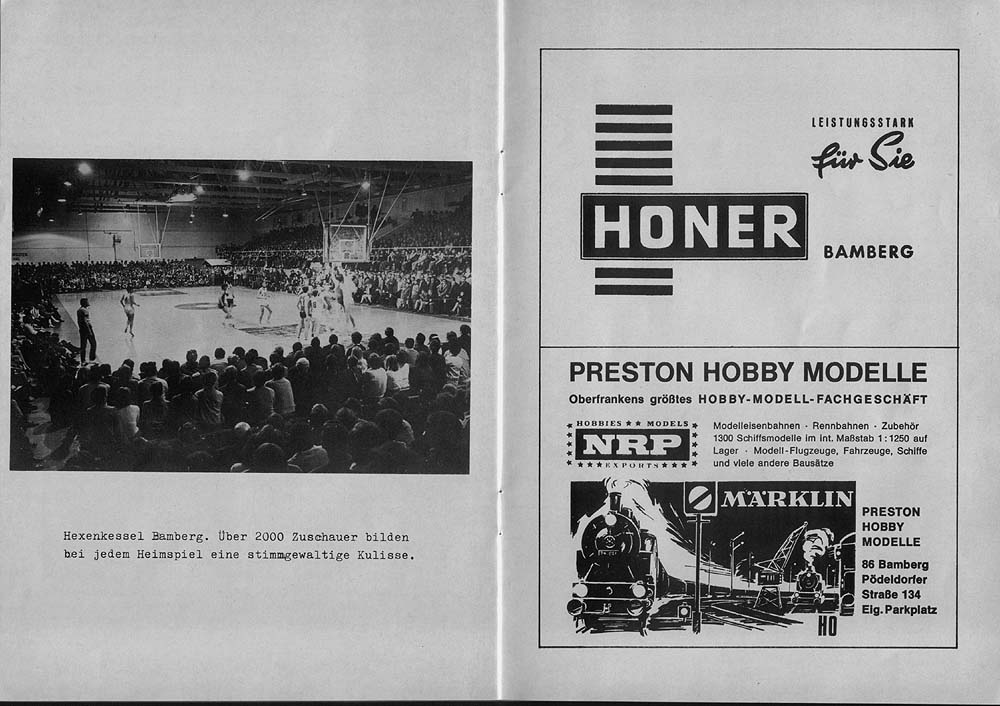 Hexenkessel Bamberg. Über 2000 Zuschauer bilden
bei jedem Heimspiel eine stimmgewaltige Kulisse.
LEISTUNGSSTARK
für Sie
HONER
BAMBERG
PRESTON HOBBY MODELLE
Oberfrankens größtes HOBBY-MODELL-FACHGESCHÄFT
HOBBIES ★ ★ MODELS
NRP
★ ★ ★ EXPORTS ★ ★ ★
Modelleisenbahnen · Rennbahnen · Zubehör
1300 Schiffsmodelle im int. Maßstab 1:1250 auf
Lager · Modell-Flugzeuge, Fahrzeuge, Schiffe
und viele andere Bausätze
MÄRKLIN
HO
PRESTON
HOBBY
MODELLE
86 Bamberg
Pödeldorfer
Straße 134
Eig. Parkplatz